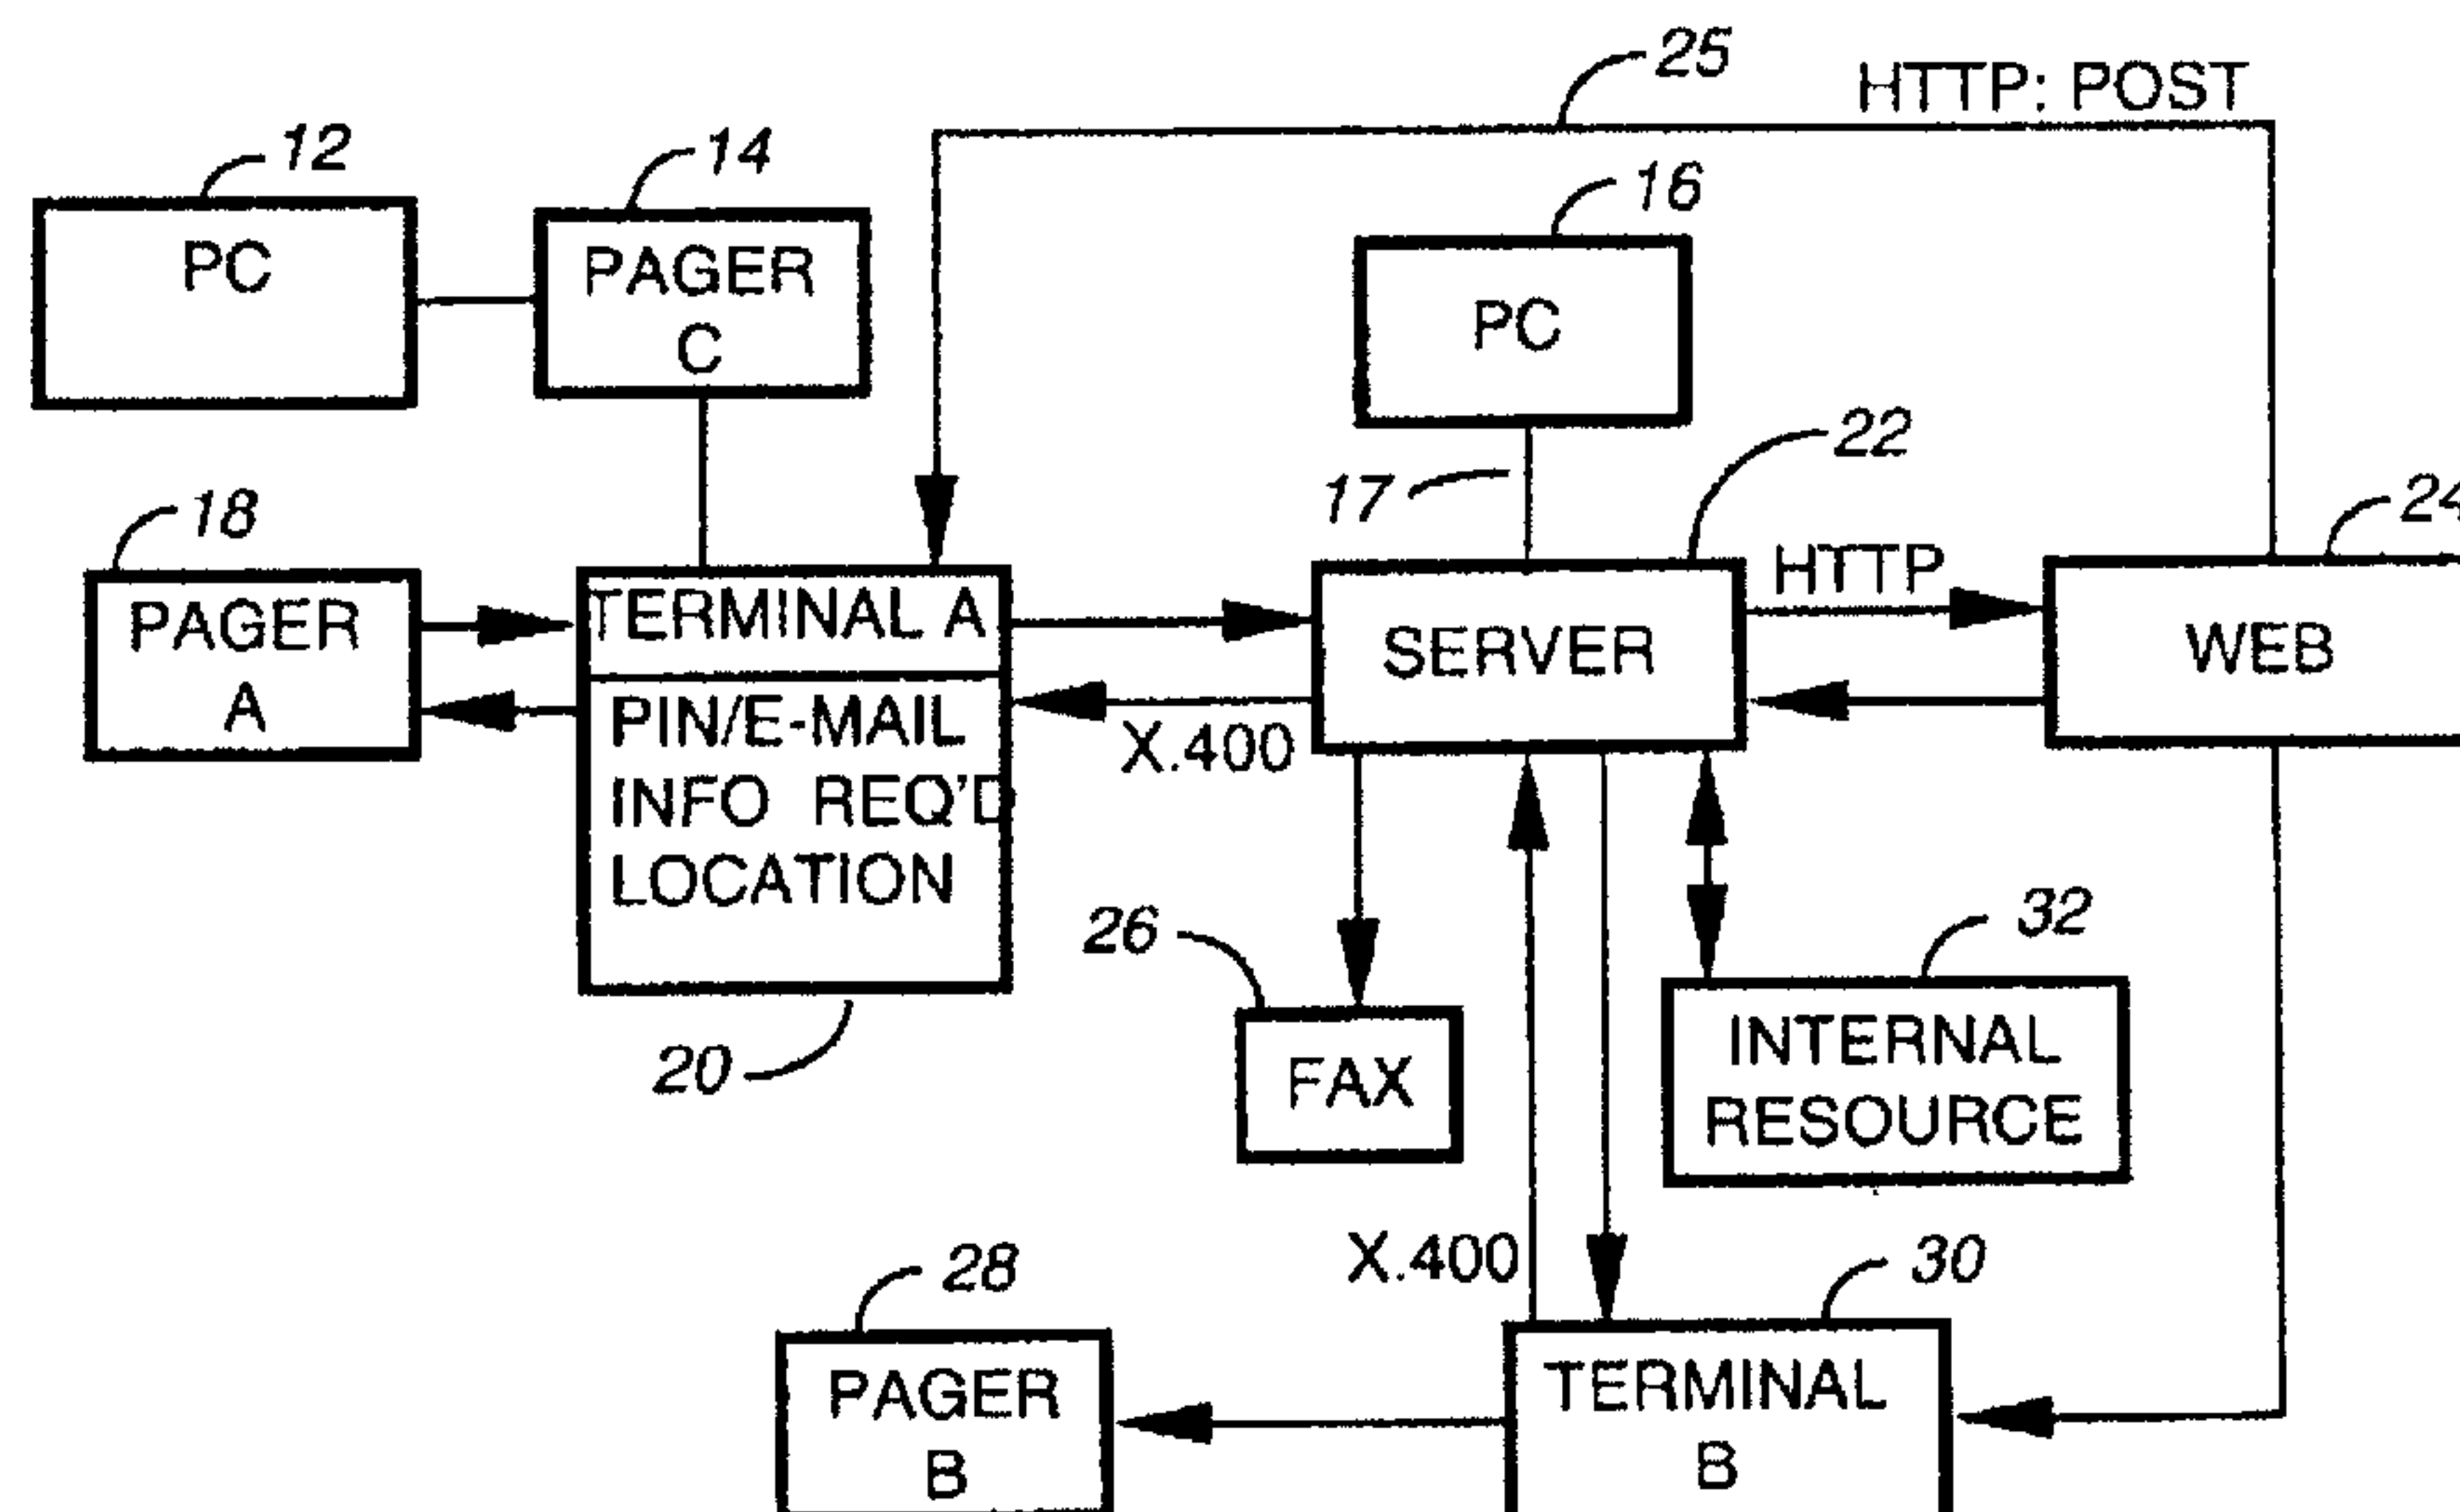 25
HTTP: POST
12
14
16
PC
PAGER
C
PC
22
17
18
24
HTTP
PAGER
A
TERMINAL A
SERVER
WEB
PIN/E-MAIL
INFO REQ'D
LOCATION
X.400
26
32
20
FAX
INTERNAL
RESOURCE
X.400
28
30
PAGER
B
TERMINAL
B